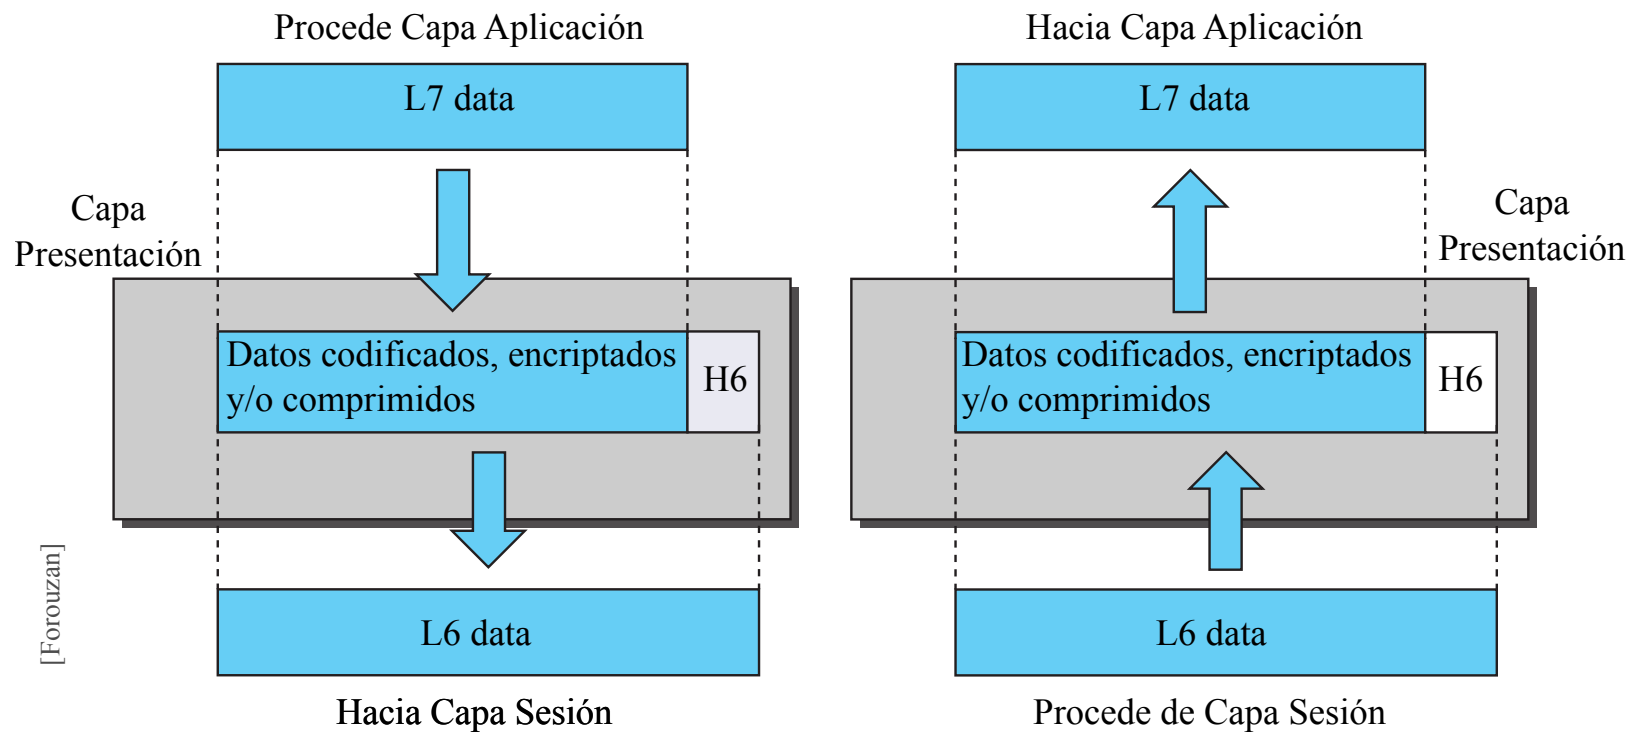 Procede Capa Aplicación
L7 data
Capa
Presentación
Datos codificados, encriptados
y/o comprimidos
H6
L6 data
Hacia Capa Sesión
[Forouzan]
Hacia Capa Aplicación
L7 data
Capa
Presentación
Datos codificados, encriptados
y/o comprimidos
H6
L6 data
Procede de Capa Sesión